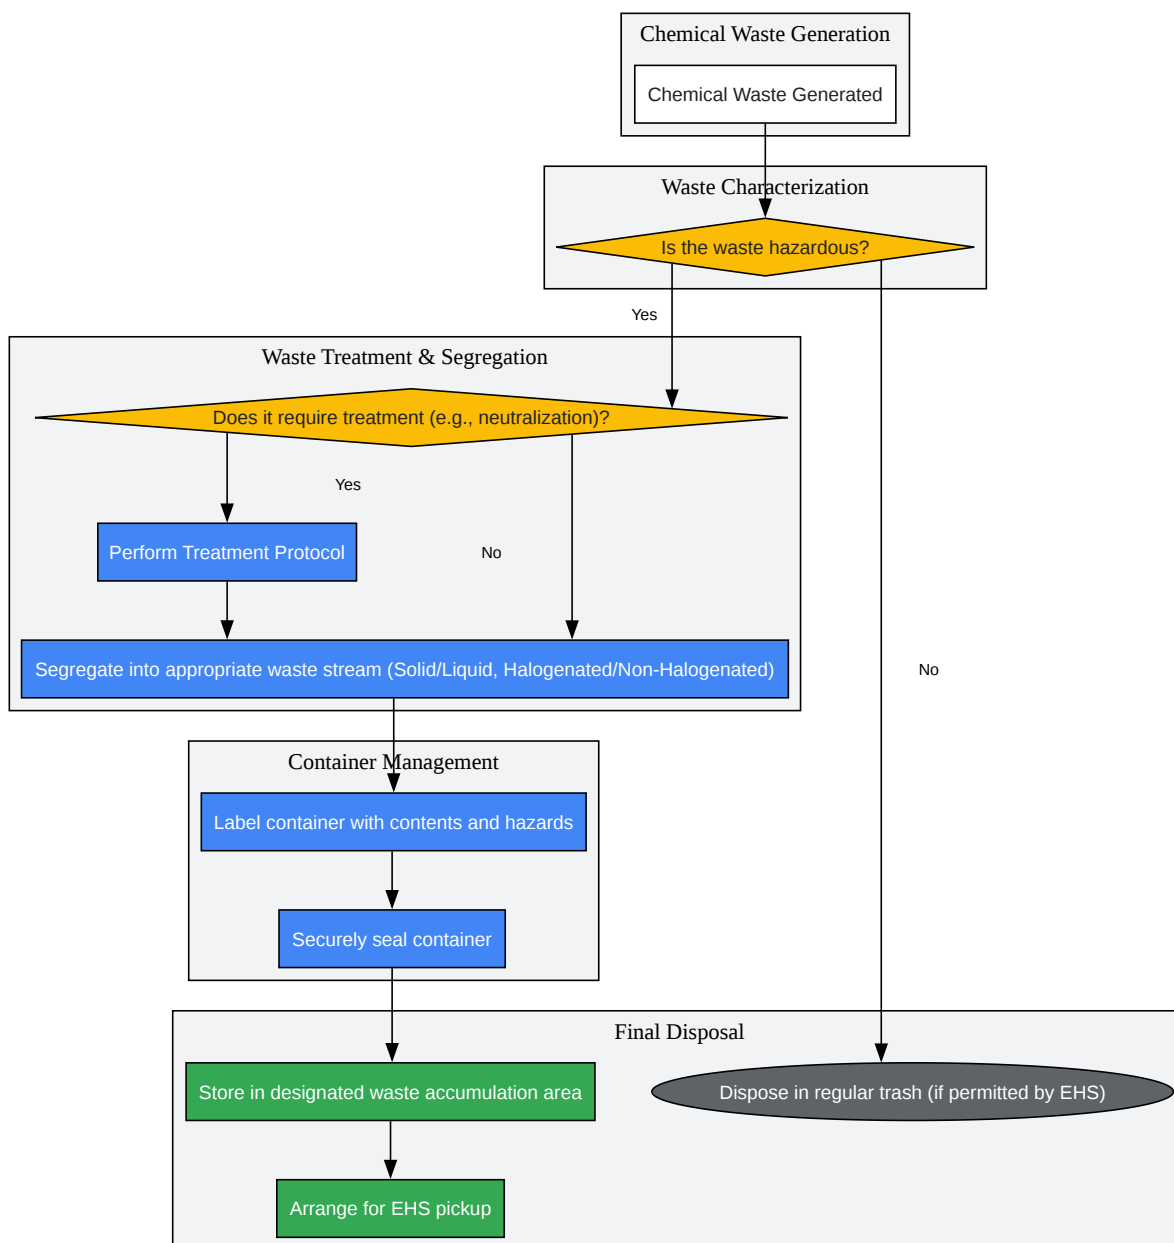 Chemical Waste Generation
Chemical Waste Generated
Waste Characterization
Is the waste hazardous?
Yes
Waste Treatment & Segregation
Does it require treatment (e.g., neutralization)?
Yes
Perform Treatment Protocol
No
Segregate into appropriate waste stream (Solid/Liquid, Halogenated/Non-Halogenated)
No
Container Management
Label container with contents and hazards
Securely seal container
Final Disposal
Store in designated waste accumulation area
Dispose in regular trash (if permitted by EHS)
Arrange for EHS pickup